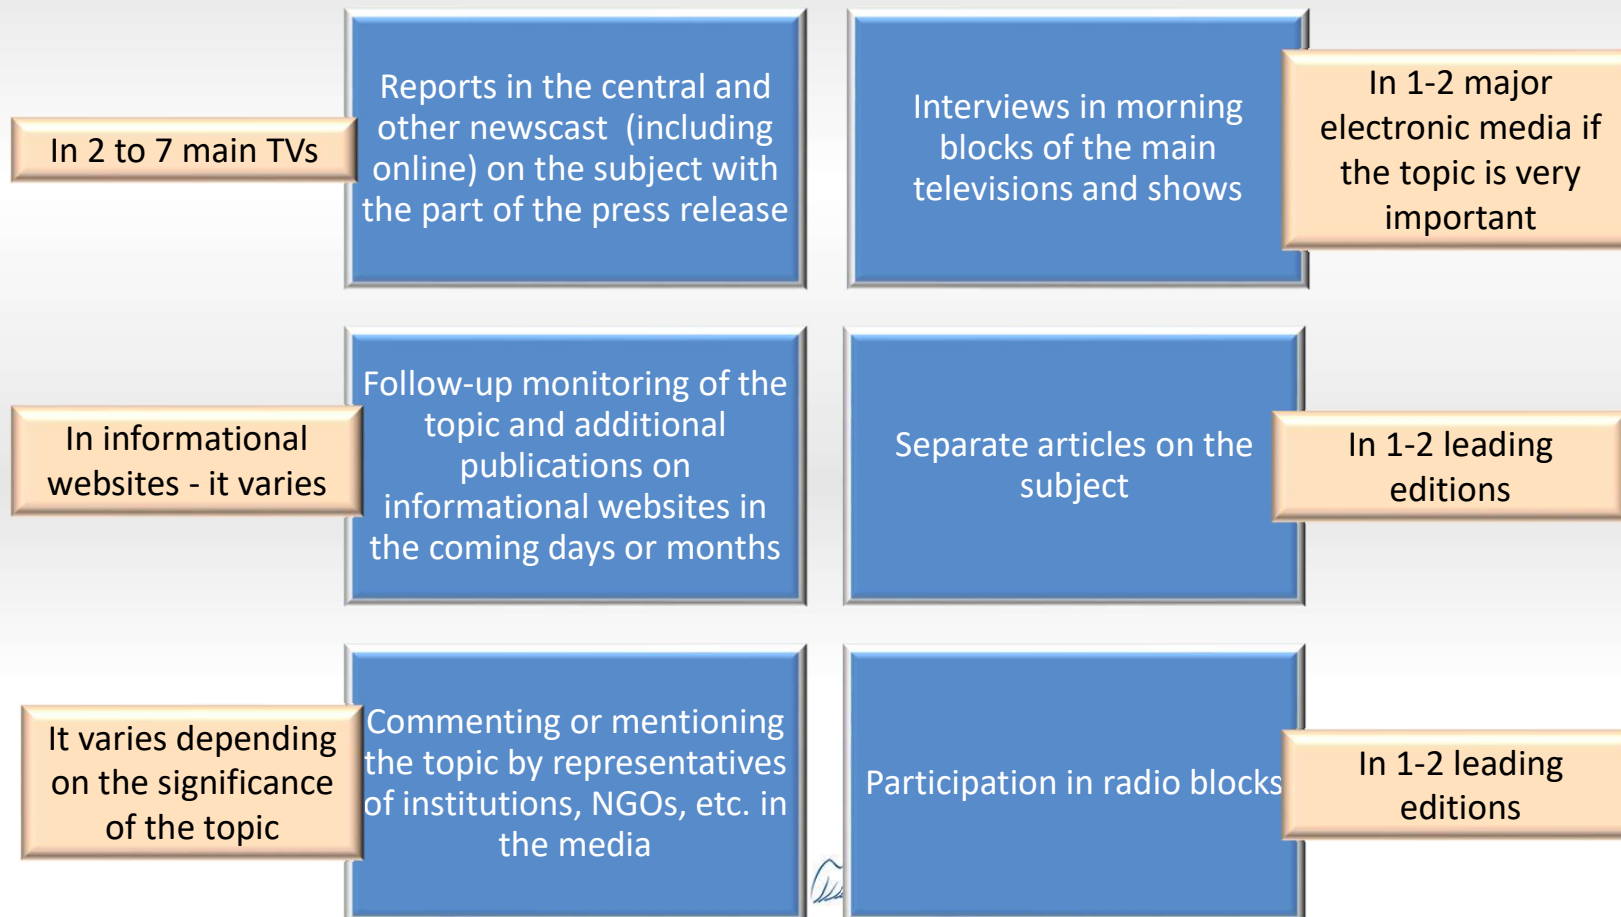 In 2 to 7 main TVs
Reports in the central and
other newscast  (including
online) on the subject with
the part of the press release
Interviews in morning
blocks of the main
televisions and shows
In 1-2 major
electronic media if
the topic is very
important
In informational
websites - it varies
Follow-up monitoring of the
topic and additional
publications on
informational websites in
the coming days or months
Separate articles on the
subject
In 1-2 leading
editions
It varies depending
on the significance
of the topic
Commenting or mentioning
the topic by representatives
of institutions, NGOs, etc. in
the media
Participation in radio blocks
In 1-2 leading
editions